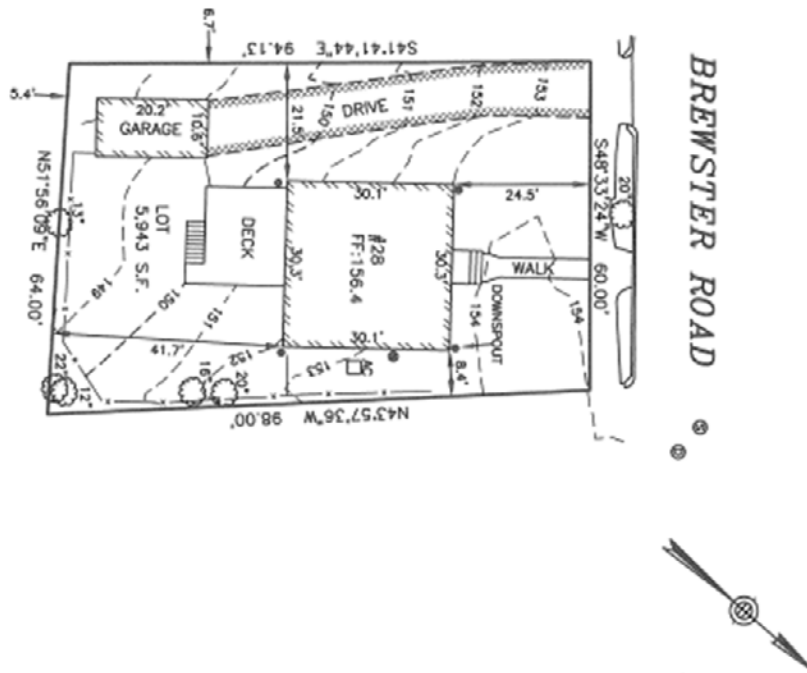 BREWSTER ROAD
6.7'
S41°41'44"E 94.13'
5.4'
20.2'
GARAGE
21.5'
DRIVE
150
151
152
153
S48°33'24"W 60.00'
20"
N51°56'09"E 64.00'
13"
LOT
5,943 S.F.
DECK
30.1'
#28
FF:156.4
30.3'
30.3'
30.1'
24.5'
WALK
DOWNSPOUT
154
154
149
150
151
152
153
41.7'
AC
8.4'
22"
12"
16"
20"
N43°57'36"W 98.00'
S
D